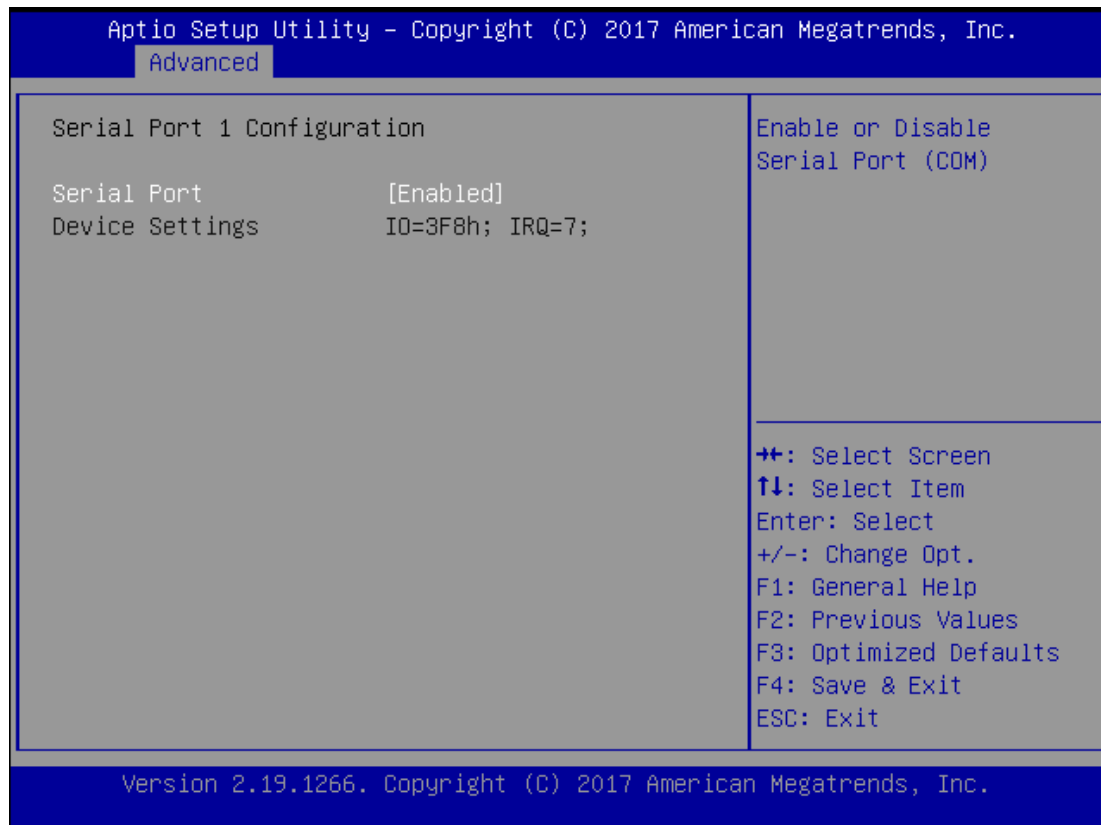 Aptio Setup Utility – Copyright (C) 2017 American Megatrends, Inc.
Advanced
Serial Port 1 Configuration
Serial Port [Enabled]
Device Settings IO=3F8h; IRQ=7;
Enable or Disable
Serial Port (COM)
→←: Select Screen
↑↓: Select Item
Enter: Select
+/-: Change Opt.
F1: General Help
F2: Previous Values
F3: Optimized Defaults
F4: Save & Exit
ESC: Exit
Version 2.19.1266. Copyright (C) 2017 American Megatrends, Inc.